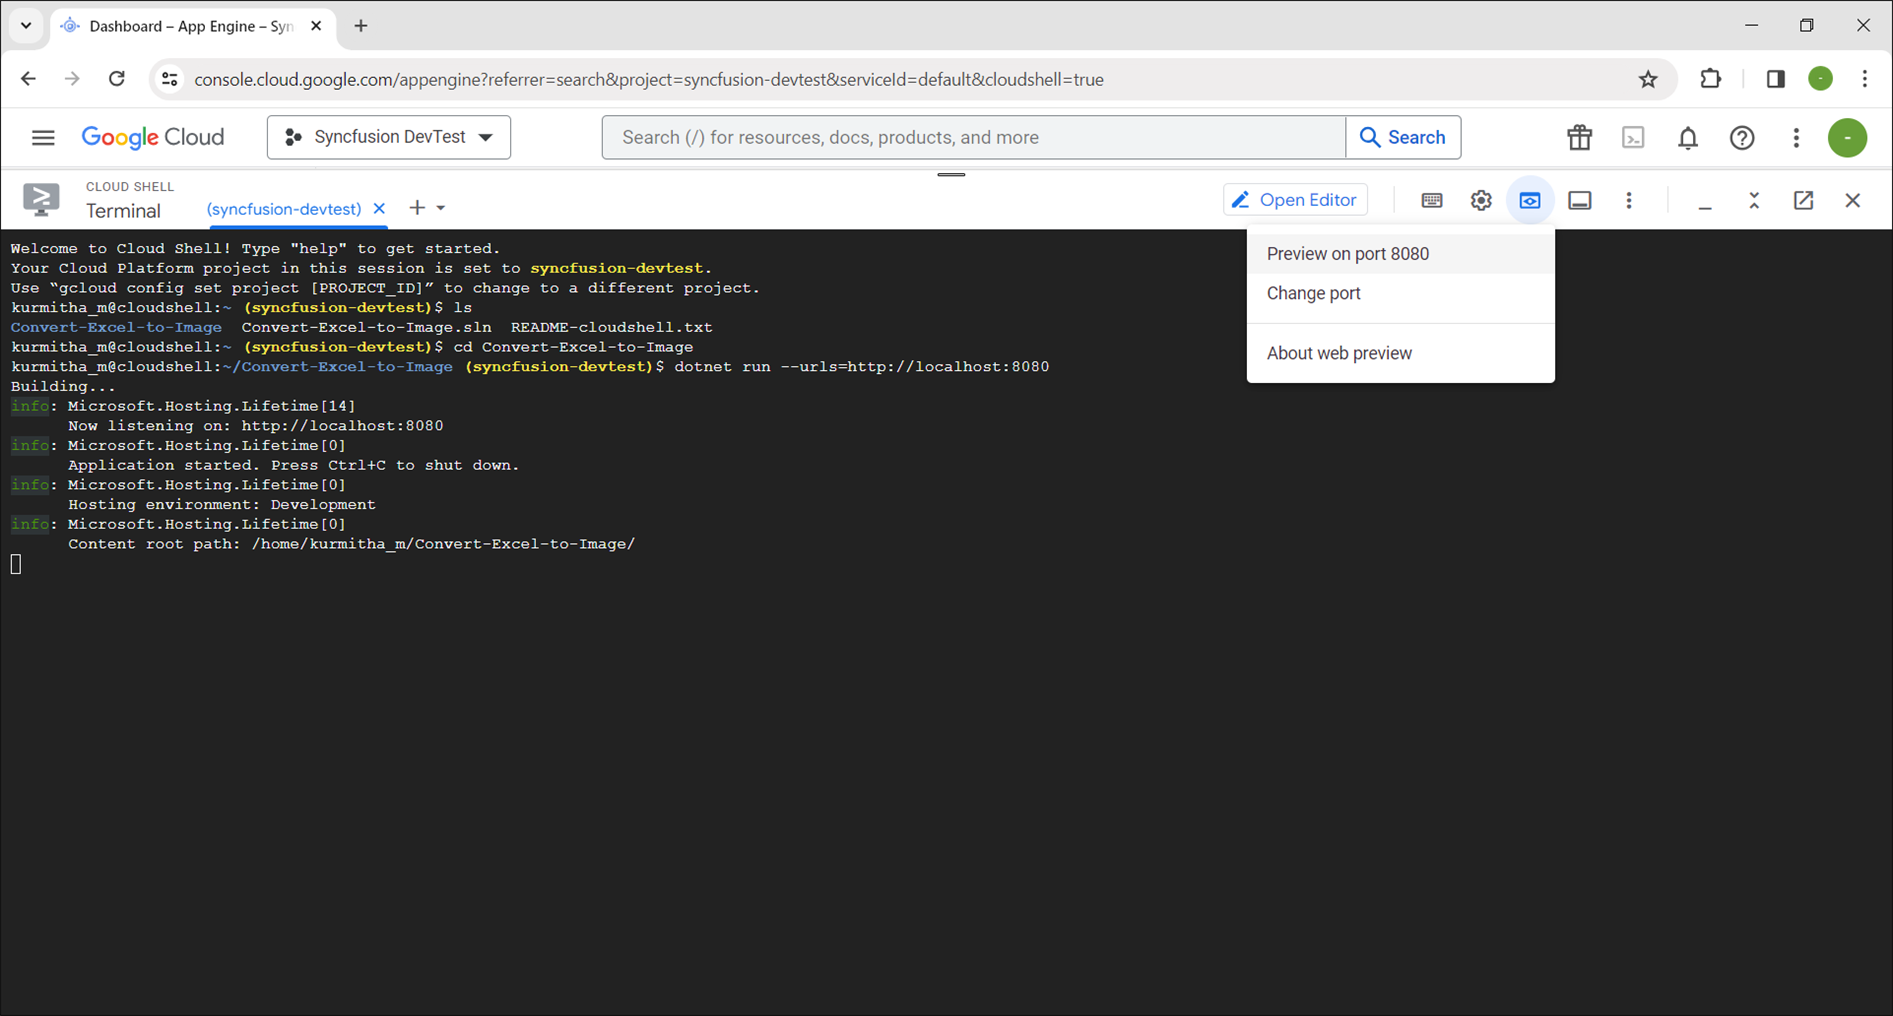 Dashboard – App Engine – Syn
console.cloud.google.com/appengine?referrer=search&project=syncfusion-devtest&serviceId=default&cloudshell=true
Google Cloud
Syncfusion DevTest
Search (/) for resources, docs, products, and more
Search
CLOUD SHELL
Terminal
(syncfusion-devtest)
Open Editor
Preview on port 8080
Change port
About web preview
Welcome to Cloud Shell! Type "help" to get started.
Your Cloud Platform project in this session is set to syncfusion-devtest.
Use “gcloud config set project [PROJECT_ID]” to change to a different project.
kurmitha_m@cloudshell:~ (syncfusion-devtest)$ ls
Convert-Excel-to-Image  Convert-Excel-to-Image.sln  README-cloudshell.txt
kurmitha_m@cloudshell:~ (syncfusion-devtest)$ cd Convert-Excel-to-Image
kurmitha_m@cloudshell:~/Convert-Excel-to-Image (syncfusion-devtest)$ dotnet run --urls=http://localhost:8080
Building...
info: Microsoft.Hosting.Lifetime[14]
      Now listening on: http://localhost:8080
info: Microsoft.Hosting.Lifetime[0]
      Application started. Press Ctrl+C to shut down.
info: Microsoft.Hosting.Lifetime[0]
      Hosting environment: Development
info: Microsoft.Hosting.Lifetime[0]
      Content root path: /home/kurmitha_m/Convert-Excel-to-Image/